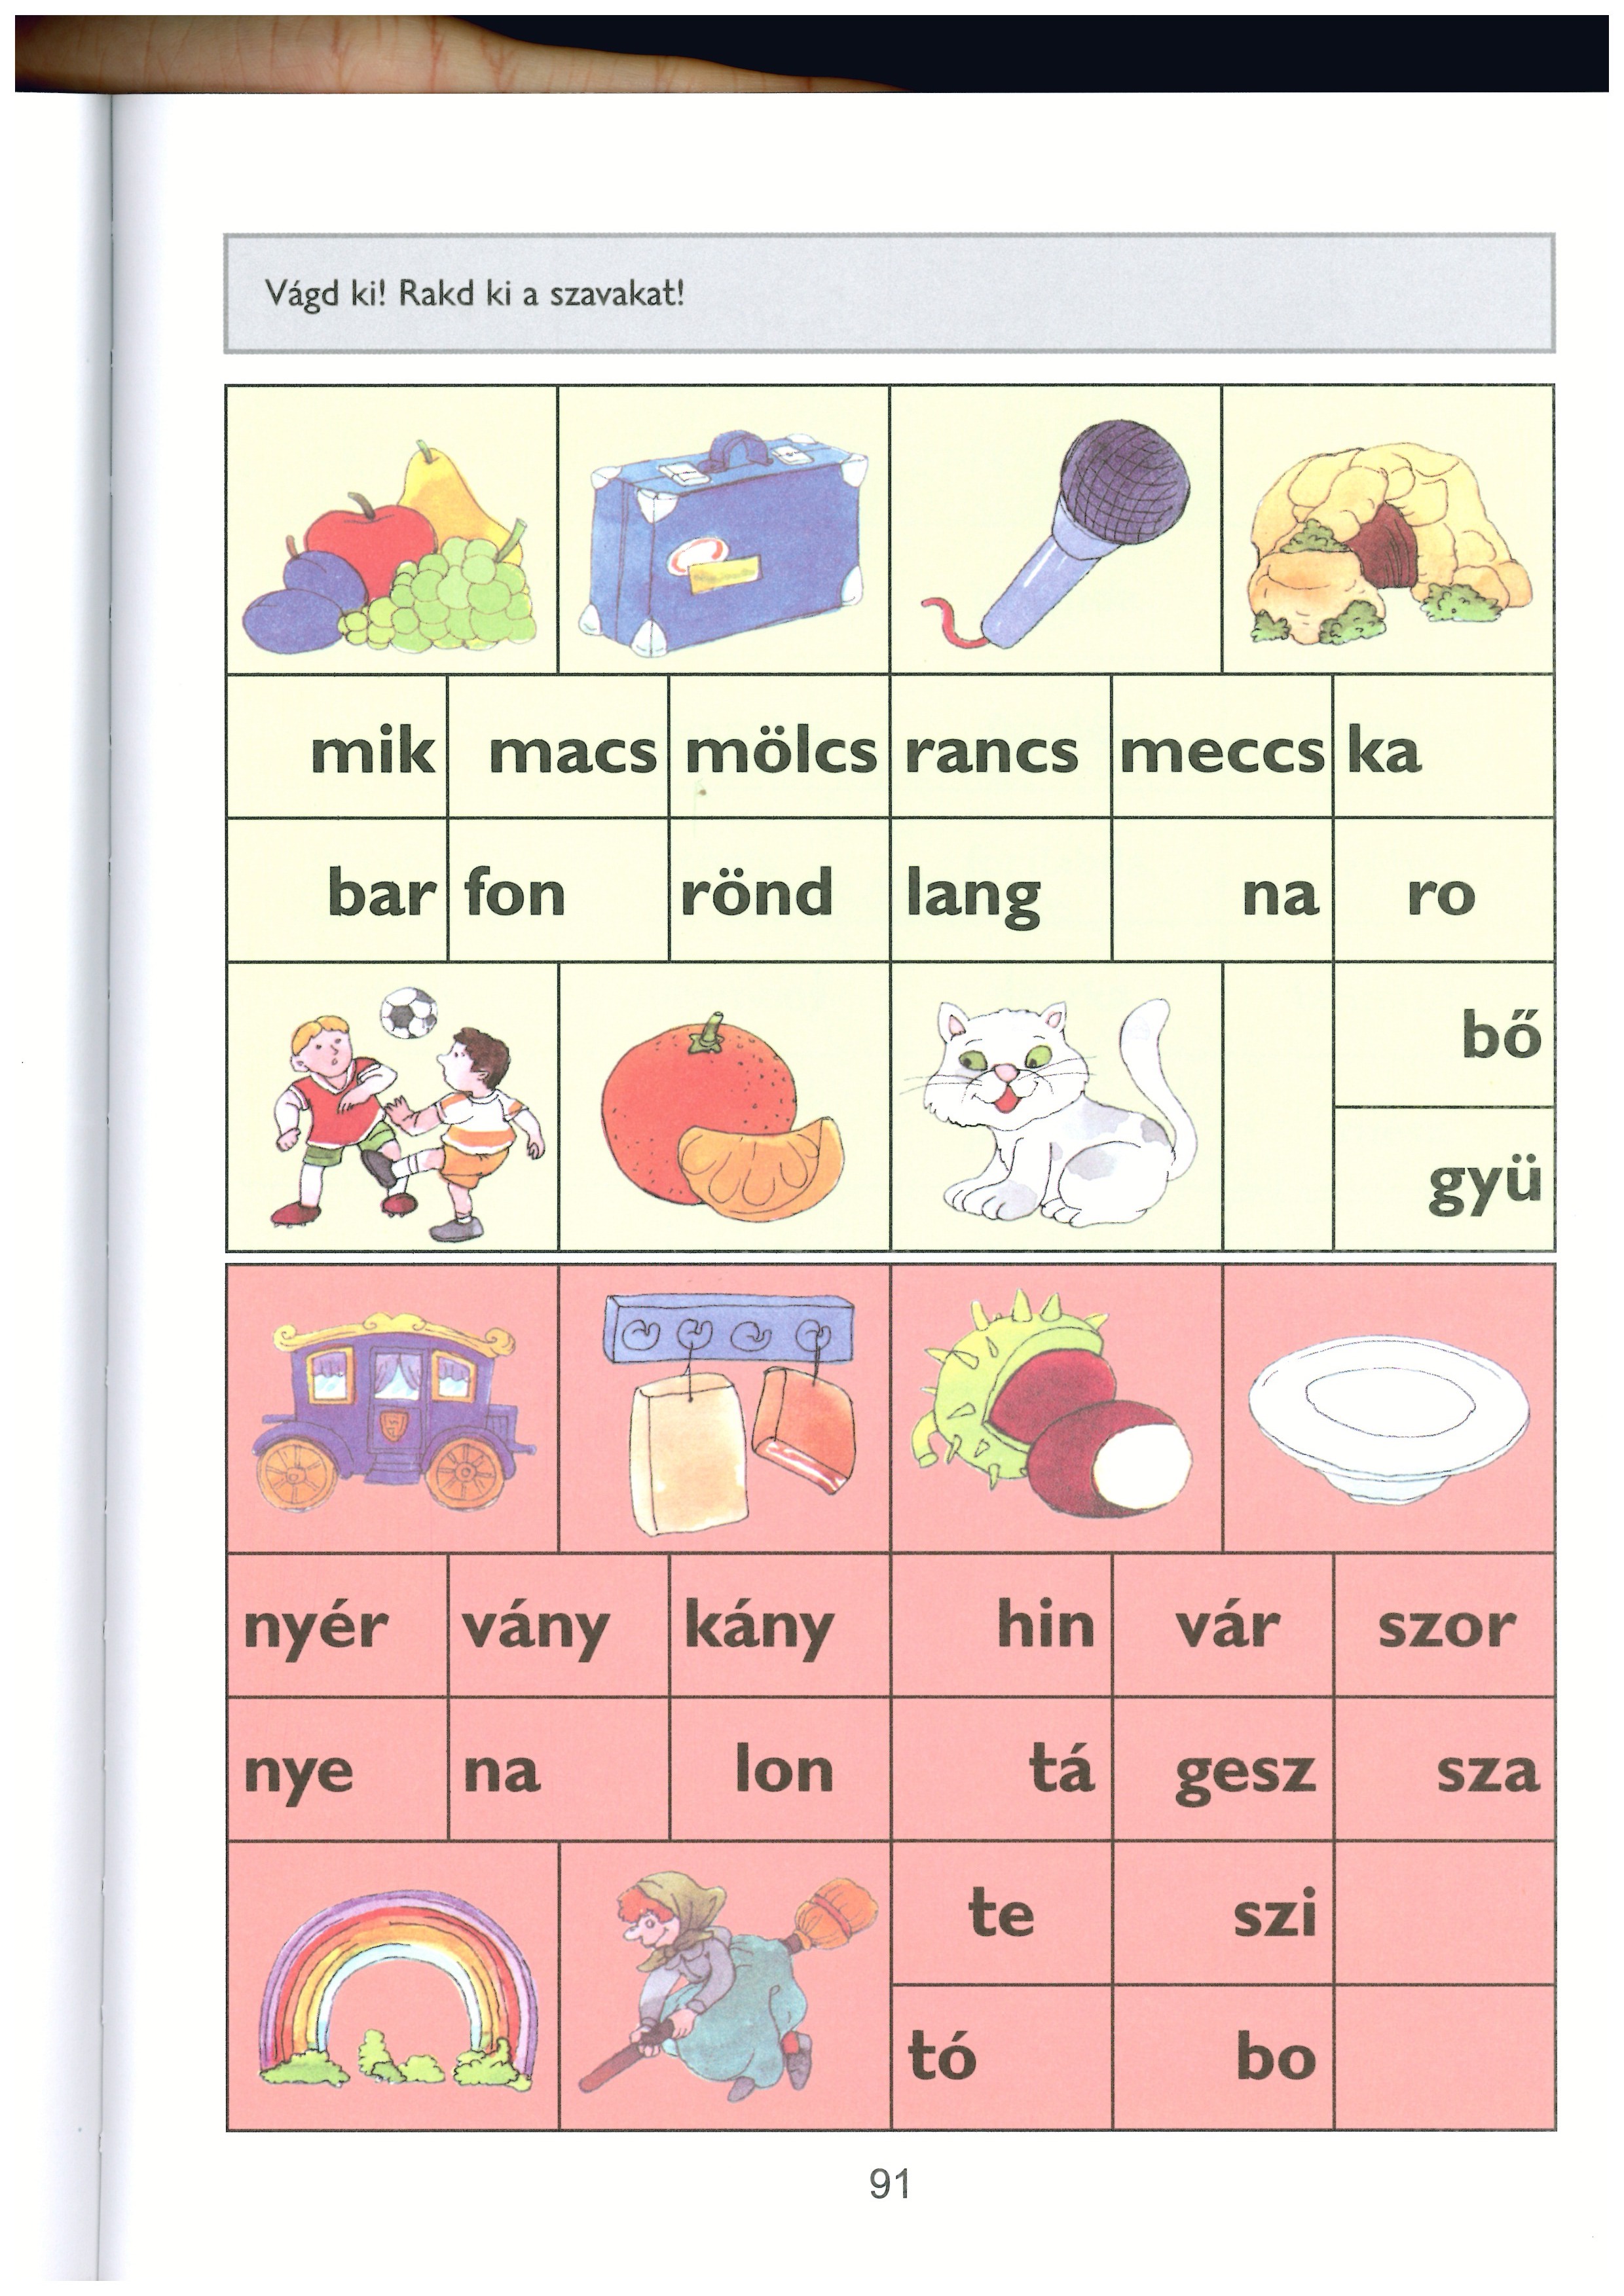 Vágd ki! Rakd ki a szavakat!
mik macs mölcs rancs meccs ka
bar fon rönd lang na ro
bő
gyü
nyér vány kány hin vár szor
nye na lon tá gesz sza
te szi
tó bo
91